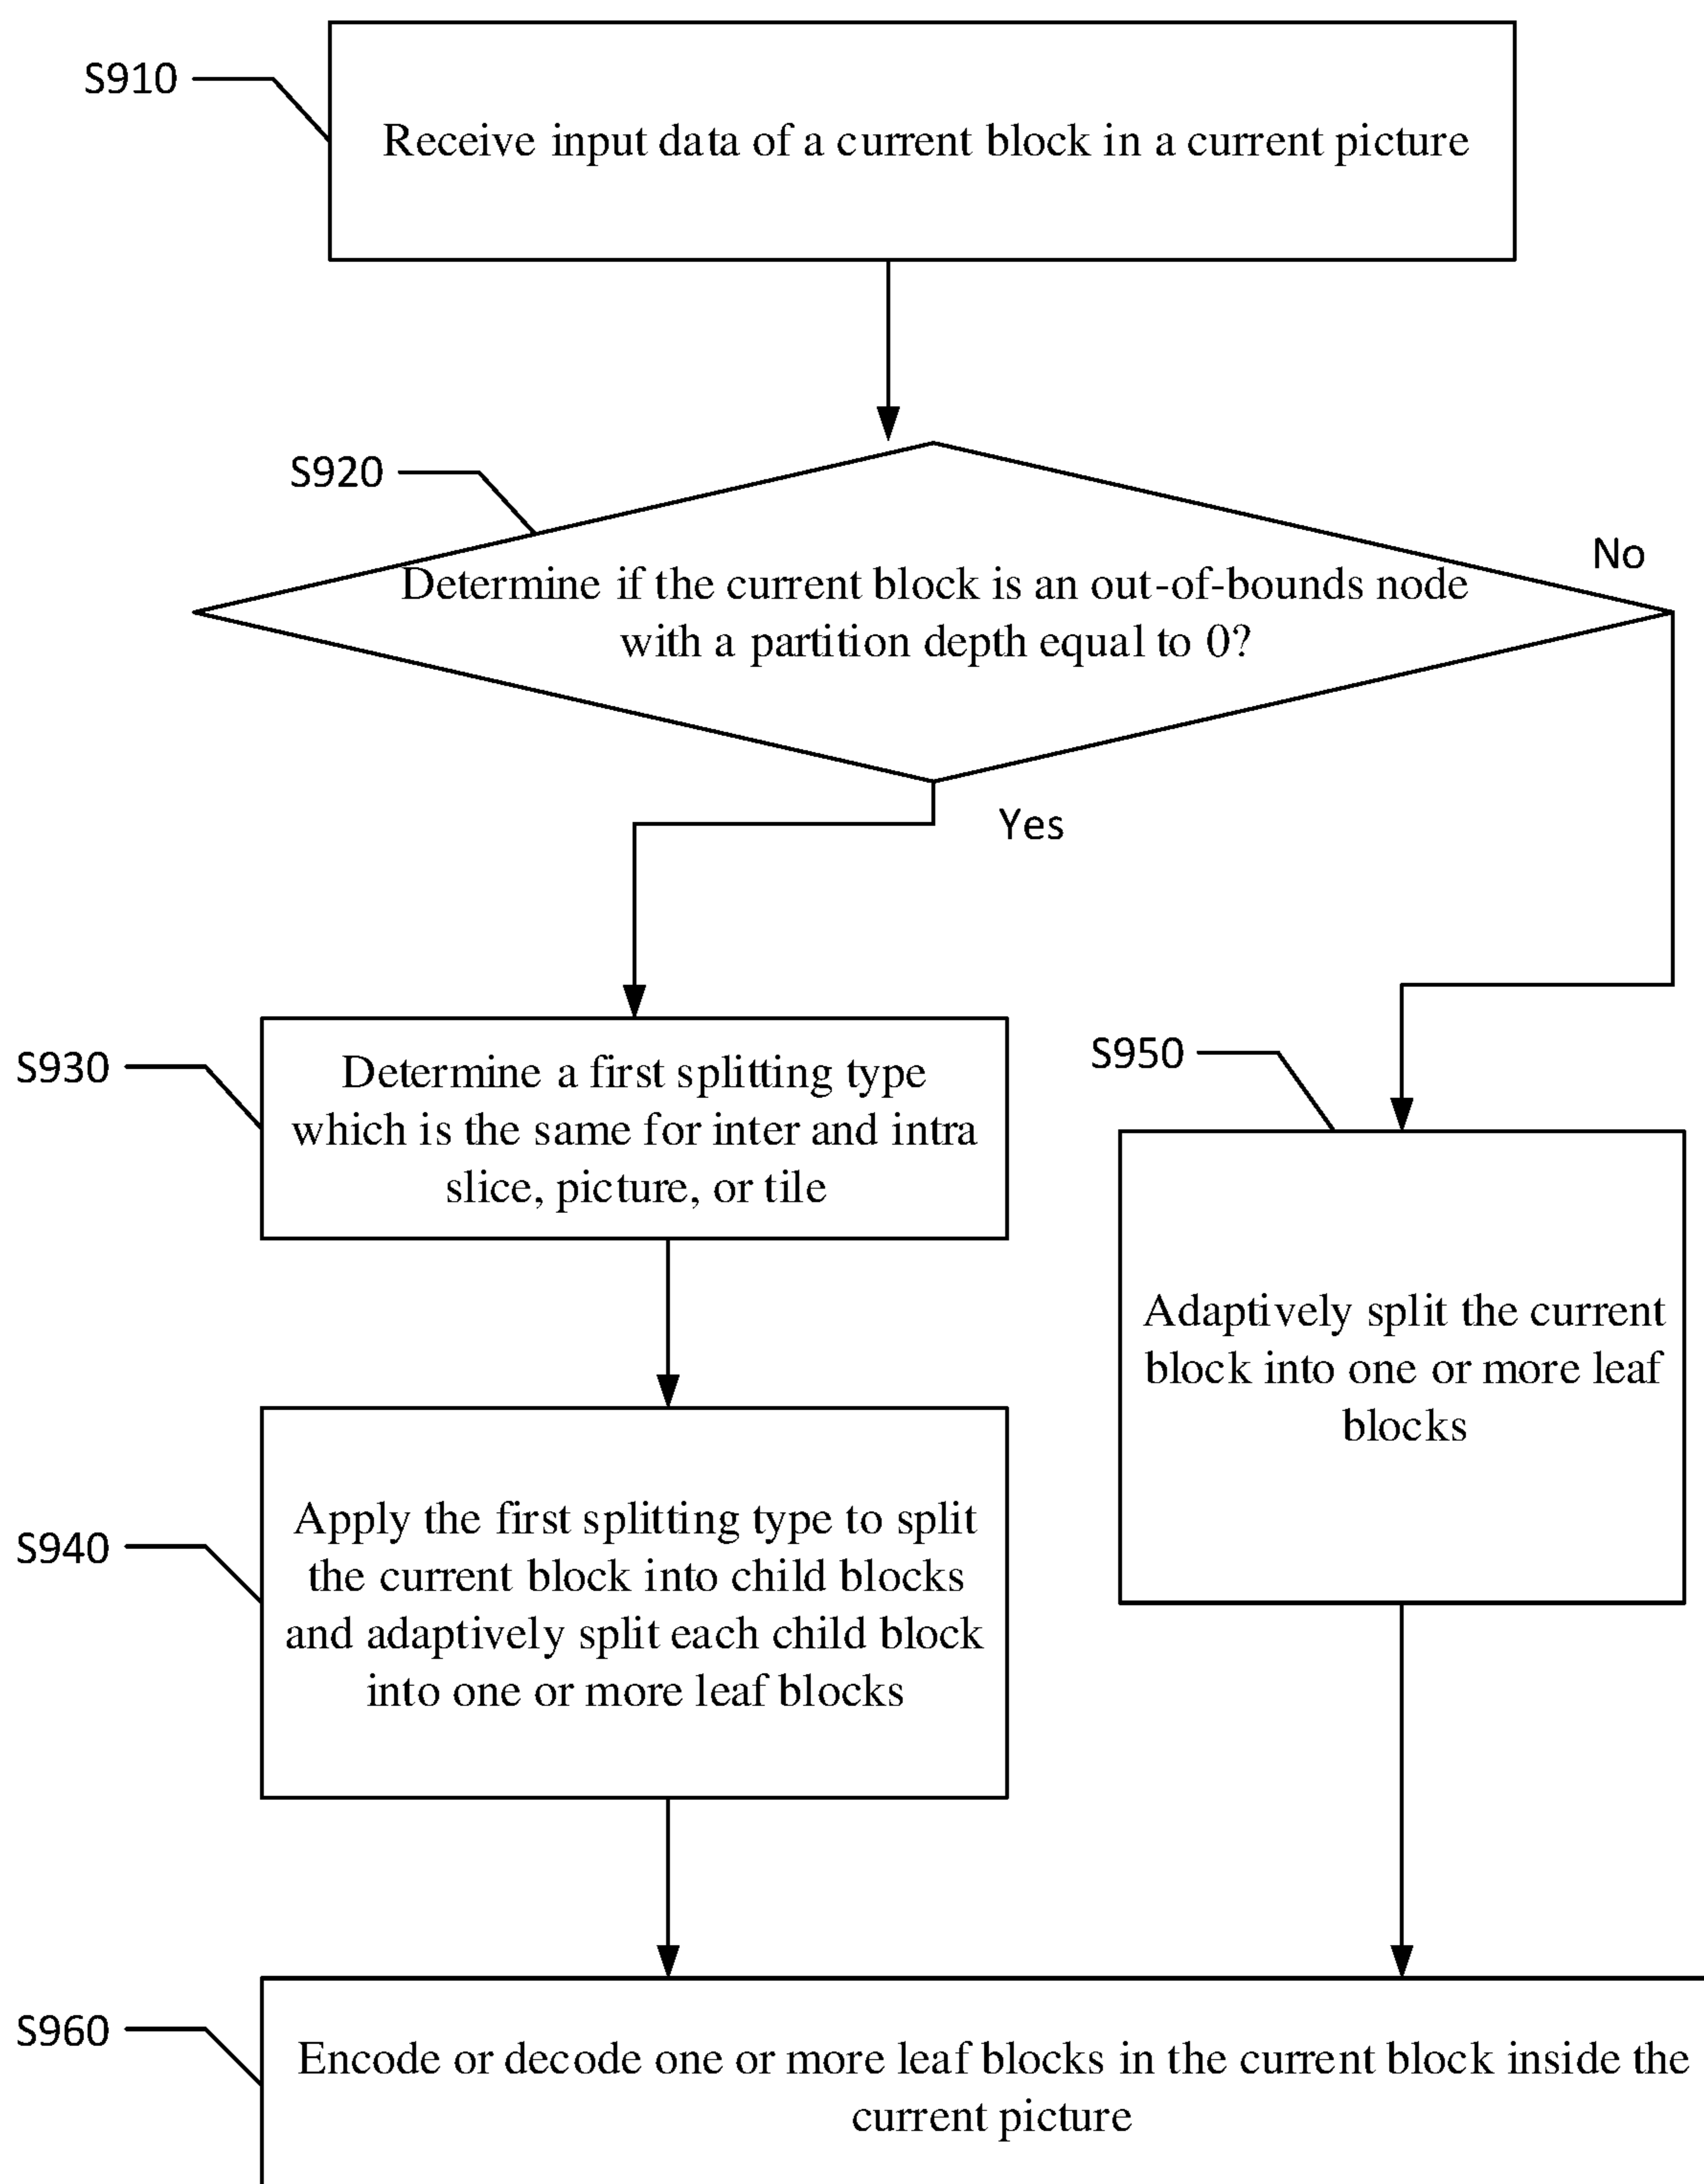 S910
Receive input data of a current block in a current picture
S920
No
Determine if the current block is an out-of-bounds node
with a partition depth equal to 0?
Yes
S930
Determine a first splitting type
which is the same for inter and intra
slice, picture, or tile
S950
Adaptively split the current
block into one or more leaf
blocks
S940
Apply the first splitting type to split
the current block into child blocks
and adaptively split each child block
into one or more leaf blocks
S960
Encode or decode one or more leaf blocks in the current block inside the
current picture